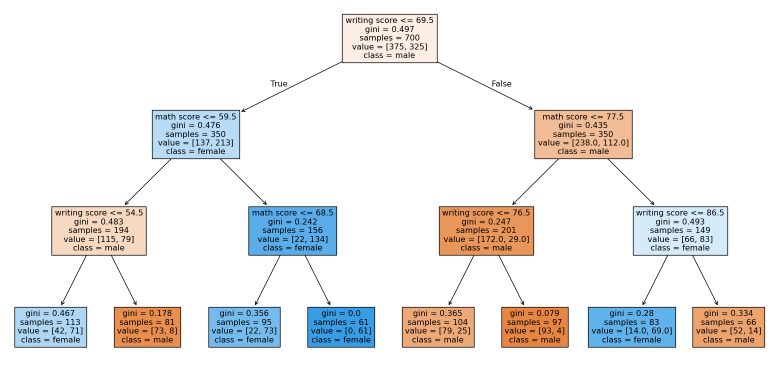 writing score <= 69.5
gini = 0.497
samples = 700
value = [375, 325]
class = male
True
False
math score <= 59.5
gini = 0.476
samples = 350
value = [137, 213]
class = female
math score <= 77.5
gini = 0.435
samples = 350
value = [238.0, 112.0]
class = male
writing score <= 54.5
gini = 0.483
samples = 194
value = [115, 79]
class = male
math score <= 68.5
gini = 0.242
samples = 156
value = [22, 134]
class = female
writing score <= 76.5
gini = 0.247
samples = 201
value = [172.0, 29.0]
class = male
writing score <= 86.5
gini = 0.493
samples = 149
value = [66, 83]
class = female
gini = 0.467
samples = 113
value = [42, 71]
class = female
gini = 0.178
samples = 81
value = [73, 8]
class = male
gini = 0.356
samples = 95
value = [22, 73]
class = female
gini = 0.0
samples = 61
value = [0, 61]
class = female
gini = 0.365
samples = 104
value = [79, 25]
class = male
gini = 0.079
samples = 97
value = [93, 4]
class = male
gini = 0.28
samples = 83
value = [14.0, 69.0]
class = female
gini = 0.334
samples = 66
value = [52, 14]
class = male